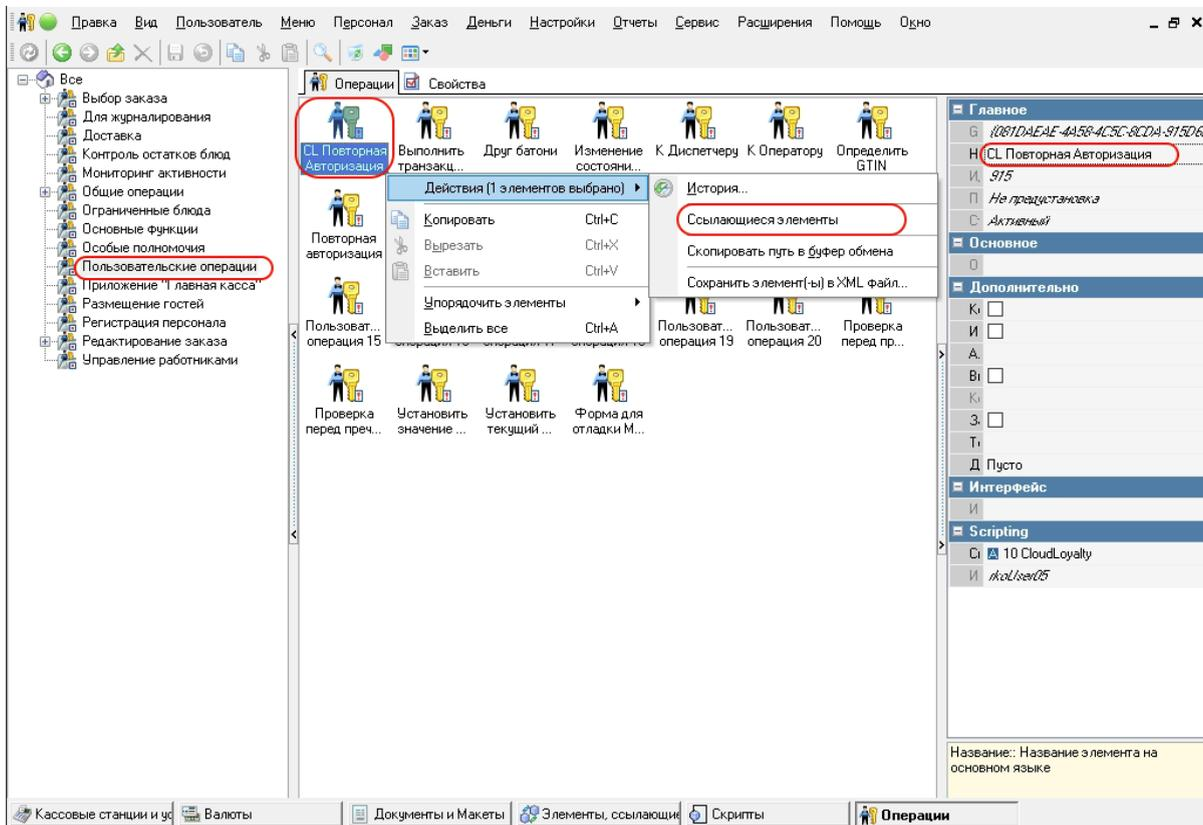 Правка Вид Пользователь Меню Персонал Заказ Деньги Настройки Отчеты Сервис Расширения Помощь Окно
Все
Выбор заказа
Для журналирования
Доставка
Контроль остатков блюд
Мониторинг активности
Общие операции
Ограниченные блюда
Основные функции
Особые полномочия
Пользовательские операции
Приложение "Главная касса"
Размещение гостей
Регистрация персонала
Редактирование заказа
Управление работниками
Операции Свойства
CL Повторная Авторизация
Выполнить транзакц...
Друг батони
Изменение состояни...
К Диспетчеру
К Оператору
Определить GTIN
Повторная авторизация
Действия (1 элементов выбрано)
Копировать Ctrl+C
Вырезать Ctrl+X
Вставить Ctrl+V
Упорядочить элементы
Выделить все Ctrl+A
История...
Ссылающиеся элементы
Скопировать путь в буфер обмена
Сохранить элемент(-ы) в XML файл...
Пользоват... операция 15
Пользоват... операция 19
Пользоват... операция 20
Проверка перед пр...
Проверка перед преч...
Установить значение ...
Установить текущий ...
Форма для отладки М...
Главное
G
Н CL Повторная Авторизация
И, 915
П Не предустановка
С Активный
Основное
О
Дополнительно
К
И
А.
В
К
З.
Т
Д Пусто
Интерфейс
И
Scripting
С 10 CloudLoyalty
И rkoUser05
Название:: Название элемента на
основном языке
Кассовые станции и ус Валюты Документы и Макеты Элементы, ссылающие Скрипты Операции